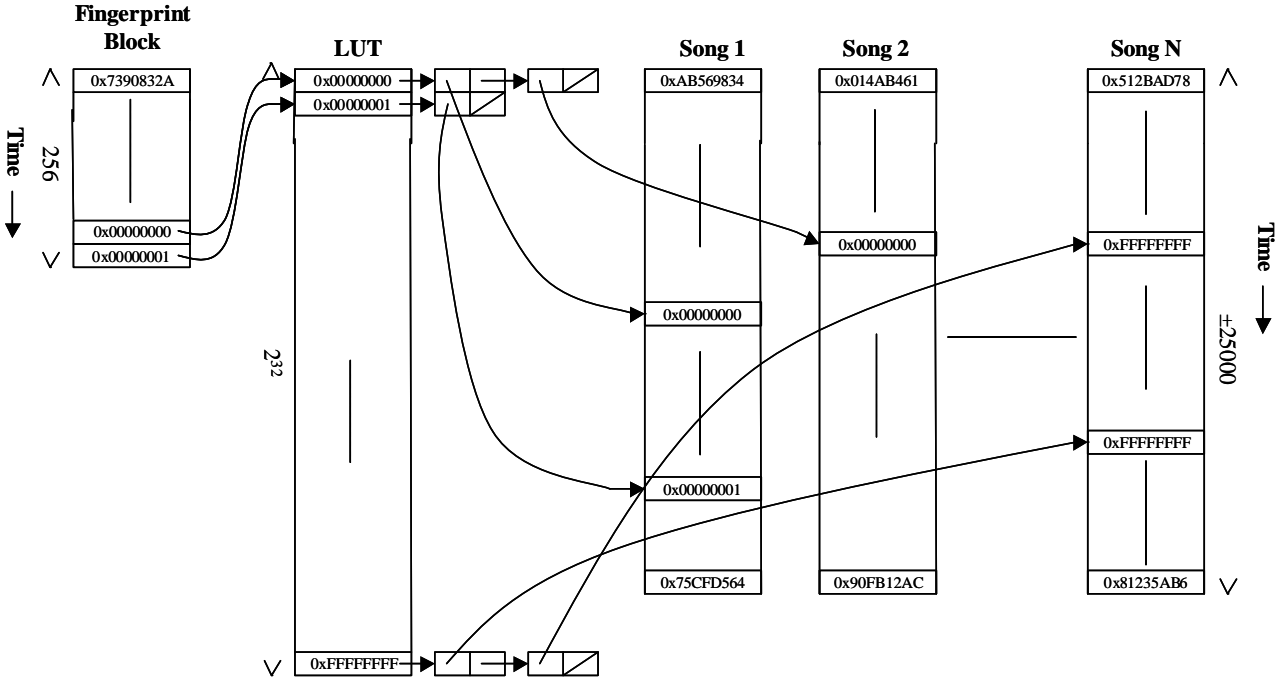 Fingerprint
Block
LUT
Song 1
Song 2
Song N
0x7390832A
0x00000000
0x00000001
Time
256
0x00000000
0x00000001
2³²
0xFFFFFFFF
0xAB569834
0x00000000
0x00000001
0x75CFD564
0x014AB461
0x00000000
0x90FB12AC
0x512BAD78
0xFFFFFFFF
0xFFFFFFFF
0x81235AB6
Time
±25000